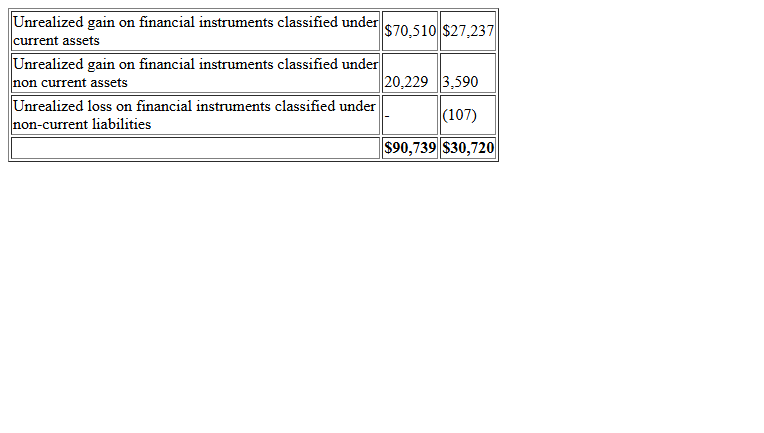 Unrealized gain on financial instruments classified under current assets $70,510 $27,237
Unrealized gain on financial instruments classified under non current assets 20,229 3,590
Unrealized loss on financial instruments classified under non-current liabilities - (107)
$90,739 $30,720